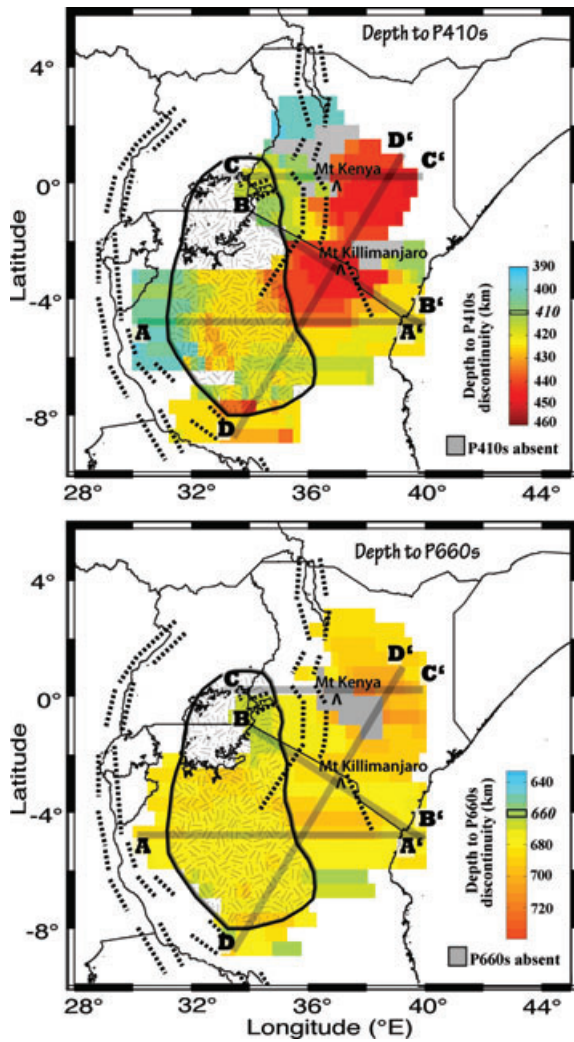 Depth to P410s
4°
0°
-4°
-8°
Latitude
D‘
C
C‘
Mt Kenya
^
B
Mt Killimanjaro
^
A
B‘
A‘
D
Depth to P410s
discontinuity (km)
390
400
410
420
430
440
450
460
P410s absent
28° 32° 36° 40° 44°
Depth to P660s
4°
0°
-4°
-8°
Latitude
D‘
C
C‘
Mt Kenya
^
B
Mt Killimanjaro
^
B‘
A
A‘
D
Depth to P660s
discontinuity (km)
640
660
680
700
720
P660s absent
28° 32° 36° 40° 44°
Longitude (°E)